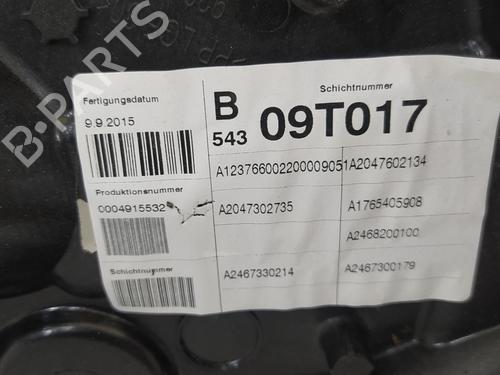 B-PARTS
Fertigungsdatum
9.9.2015
B
543
Schichtnummer
09T017
Produktionsnummer
0004915532
Schichtnummer
A12376600220000905 1A2047602134
A2047302735 A1765405908
A2468200100
A2467330214 A2467300179